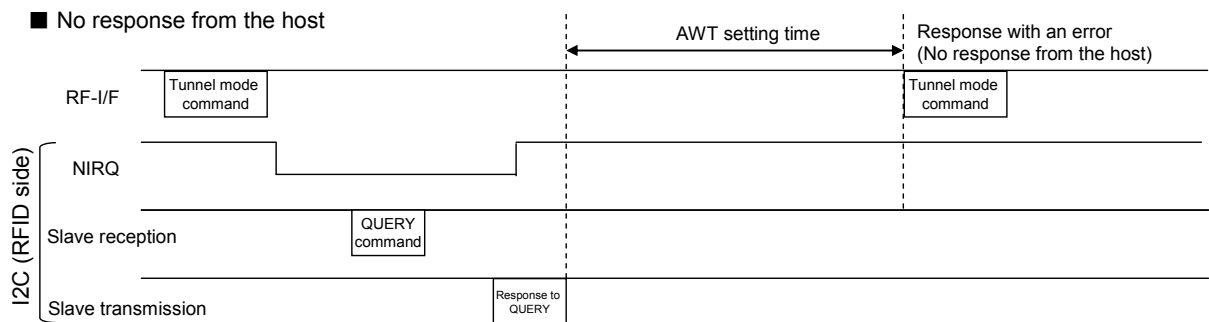 ■ No response from the host
AWT setting time
Response with an error
(No response from the host)
RF-I/F
Tunnel mode
command
Tunnel mode
command
I2C (RFID side)
NIRQ
Slave reception
QUERY
command
Slave transmission
Response to
QUERY